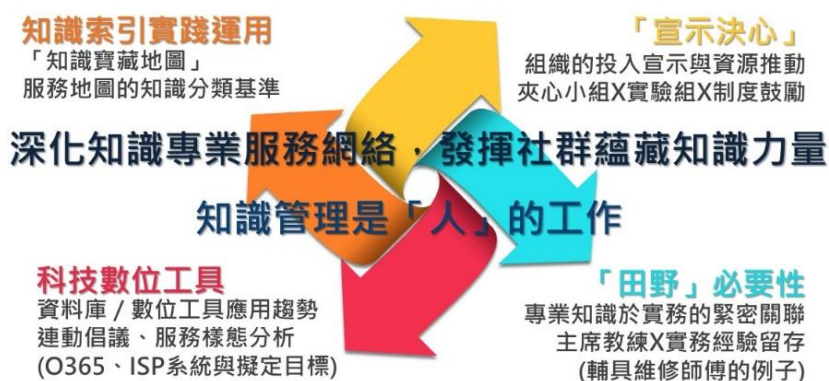 知識索引實踐運用
「知識寶藏地圖」
服務地圖的知識分類基準
「宣示決心」
組織的投入宣示與資源推動
夾心小組X實驗組X制度鼓勵
深化知識專業服務網絡，發揮社群蘊藏知識力量
知識管理是「人」的工作
科技數位工具
資料庫 / 數位工具應用趨勢
連動倡議、服務樣態分析
(O365、ISP系統與擬定目標)
「田野」必要性
專業知識於實務的緊密關聯
主席教練X實務經驗留存
(輔具維修師傅的例子)